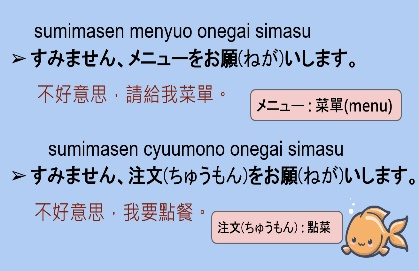 sumimasen menyuo onegai simasu
➢ すみません、メニューをお願(ねが)いします。
不好意思，請給我菜單。
メニュー : 菜單(menu)
sumimasen cyuumono onegai simasu
➢ すみません、注文(ちゅうもん)をお願(ねが)いします。
不好意思，我要點餐。
注文(ちゅうもん) : 點菜